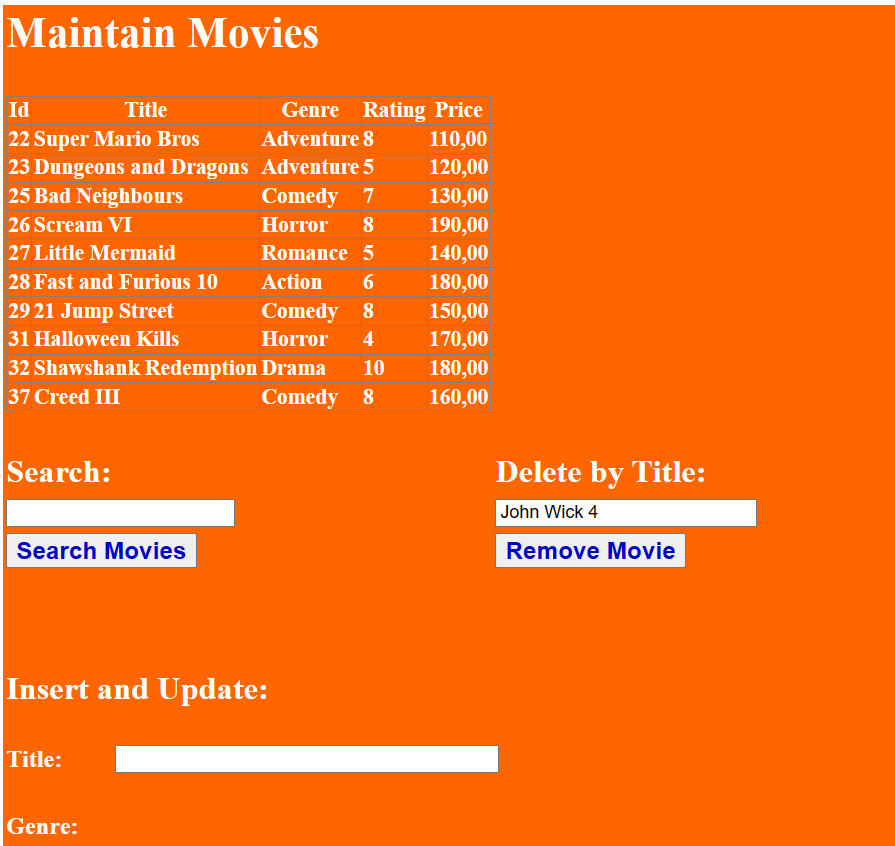 Maintain Movies
Id Title Genre Rating Price
22 Super Mario Bros Adventure 8 110,00
23 Dungeons and Dragons Adventure 5 120,00
25 Bad Neighbours Comedy 7 130,00
26 Scream VI Horror 8 190,00
27 Little Mermaid Romance 5 140,00
28 Fast and Furious 10 Action 6 180,00
29 21 Jump Street Comedy 8 150,00
31 Halloween Kills Horror 4 170,00
32 Shawshank Redemption Drama 10 180,00
37 Creed III Comedy 8 160,00
Search: Delete by Title:
John Wick 4
Search Movies Remove Movie
Insert and Update:
Title:
Genre: